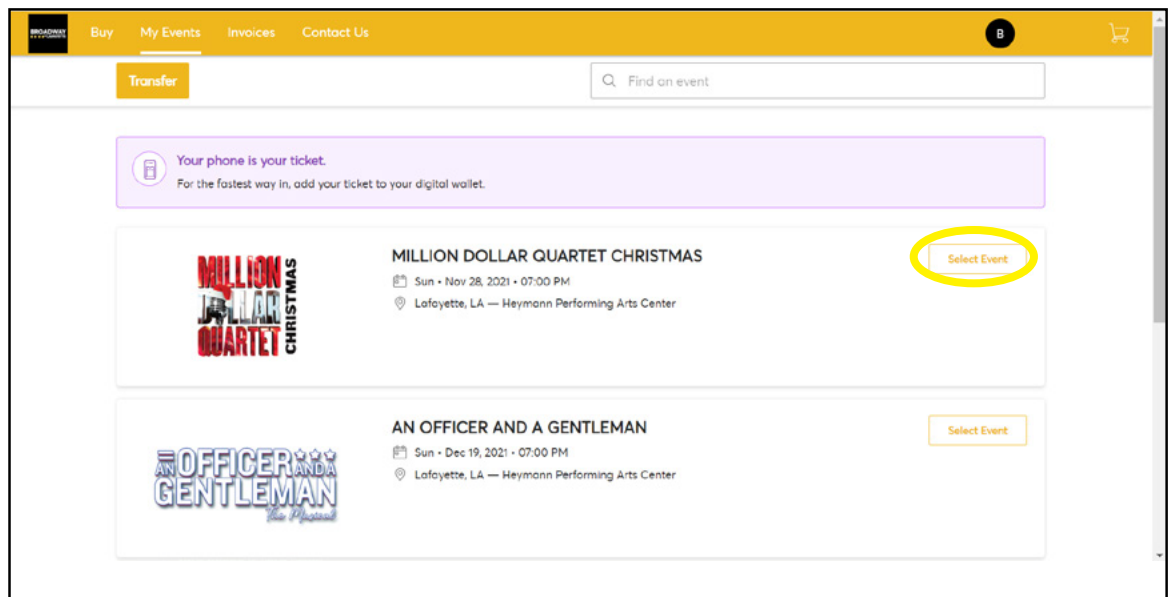 BROADWAY
Buy My Events Invoices Contact Us
B
Transfer
Find an event
Your phone is your ticket.
For the fastest way in, add your ticket to your digital wallet.
MILLION DOLLAR QUARTET CHRISTMAS
MILLION DOLLAR QUARTET CHRISTMAS
Select Event
Sun • Nov 28, 2021 • 07:00 PM
Lafayette, LA — Heymann Performing Arts Center
AN OFFICER AND A GENTLEMAN
The Musical
AN OFFICER AND A GENTLEMAN
Select Event
Sun • Dec 19, 2021 • 07:00 PM
Lafayette, LA — Heymann Performing Arts Center